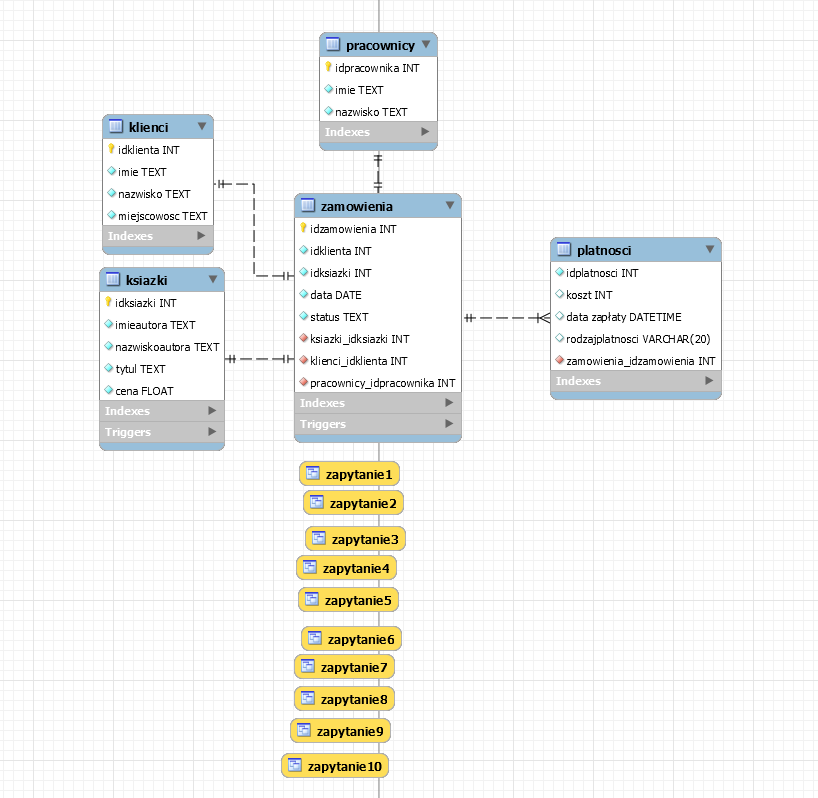 pracownicy
idpracownika INT
imie TEXT
nazwisko TEXT
Indexes
klienci
idklienta INT
imie TEXT
nazwisko TEXT
miejscowosc TEXT
Indexes
ksiazki
idksiazki INT
imieautora TEXT
nazwiskoautora TEXT
tytul TEXT
cena FLOAT
Indexes
Triggers
zamowienia
idzamowienia INT
idklienta INT
idksiazki INT
data DATE
status TEXT
ksiazki_idksiazki INT
klienci_idklienta INT
pracownicy_idpracownika INT
Indexes
Triggers
platnosci
idplatnosci INT
koszt INT
data zapłaty DATETIME
rodzajplatnosci VARCHAR(20)
zamowienia_idzamowienia INT
Indexes
zapytanie1
zapytanie2
zapytanie3
zapytanie4
zapytanie5
zapytanie6
zapytanie7
zapytanie8
zapytanie9
zapytanie10